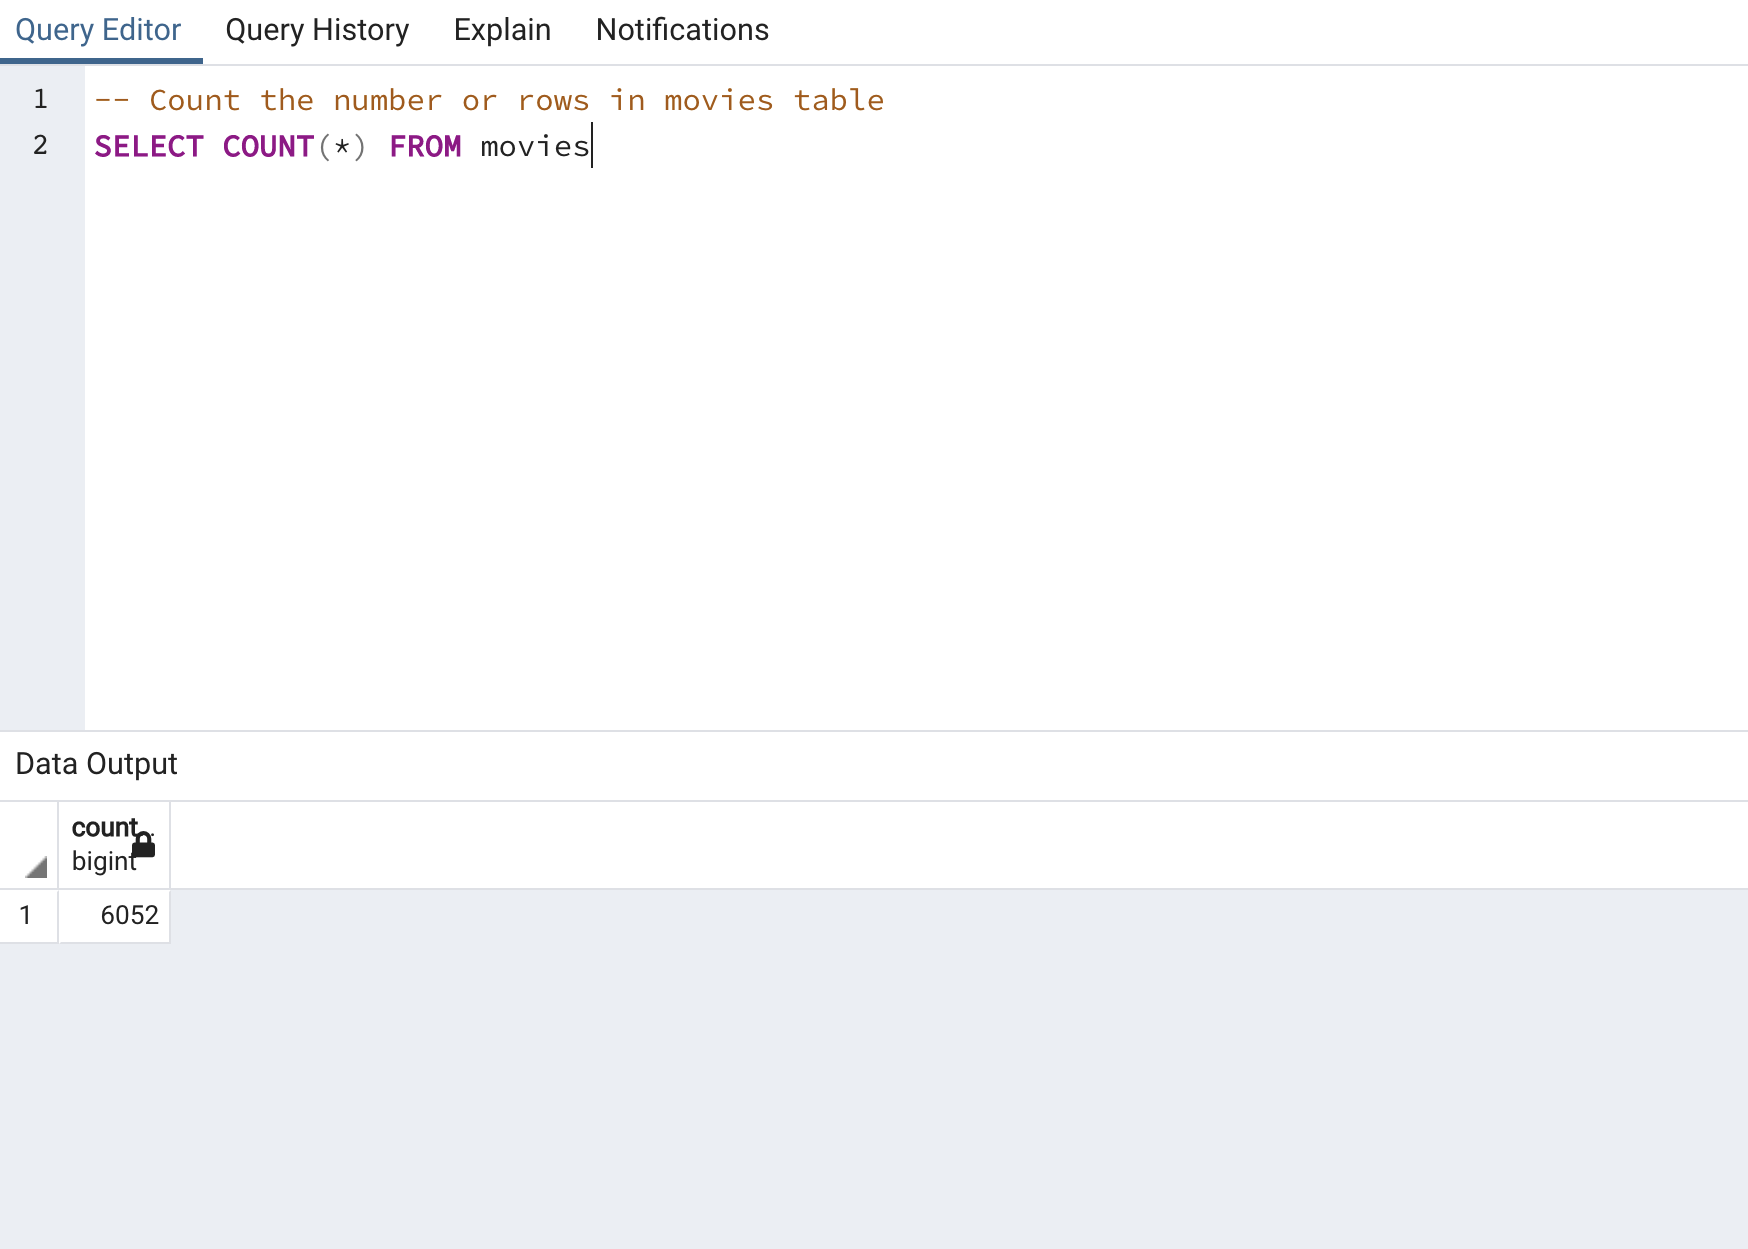 Query Editor Query History Explain Notifications
1 -- Count the number or rows in movies table
2 SELECT COUNT(*) FROM movies
Data Output
count
bigint
1 6052